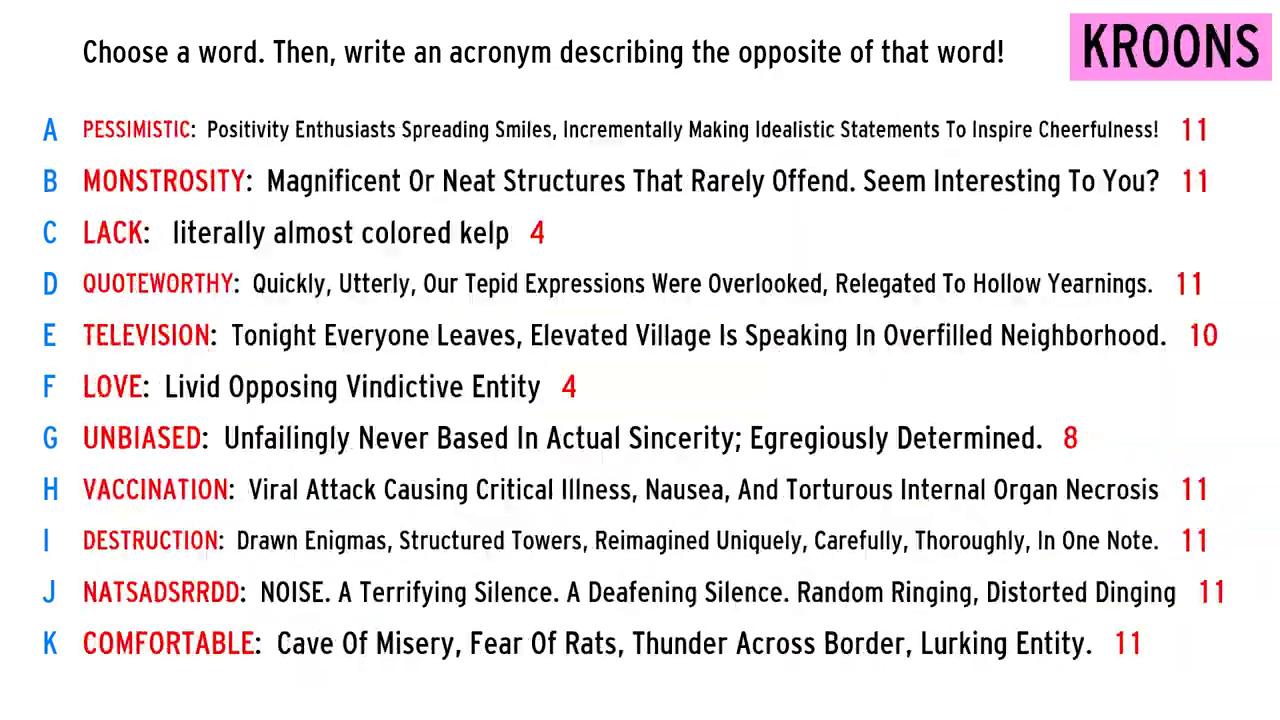 Choose a word. Then, write an acronym describing the opposite of that word!
KROONS
A PESSIMISTIC: Positivity Enthusiasts Spreading Smiles, Incrementally Making Idealistic Statements To Inspire Cheerfulness! 11
B MONSTROSITY: Magnificent Or Neat Structures That Rarely Offend. Seem Interesting To You? 11
C LACK: literally almost colored kelp 4
D QUOTEWORTHY: Quickly, Utterly, Our Tepid Expressions Were Overlooked, Relegated To Hollow Yearnings. 11
E TELEVISION: Tonight Everyone Leaves, Elevated Village Is Speaking In Overfilled Neighborhood. 10
F LOVE: Livid Opposing Vindictive Entity 4
G UNBIASED: Unfailingly Never Based In Actual Sincerity; Egregiously Determined. 8
H VACCINATION: Viral Attack Causing Critical Illness, Nausea, And Torturous Internal Organ Necrosis 11
I DESTRUCTION: Drawn Enigmas, Structured Towers, Reimagined Uniquely, Carefully, Thoroughly, In One Note. 11
J NATSADSRRDD: NOISE. A Terrifying Silence. A Deafening Silence. Random Ringing, Distorted Dinging 11
K COMFORTABLE: Cave Of Misery, Fear Of Rats, Thunder Across Border, Lurking Entity. 11